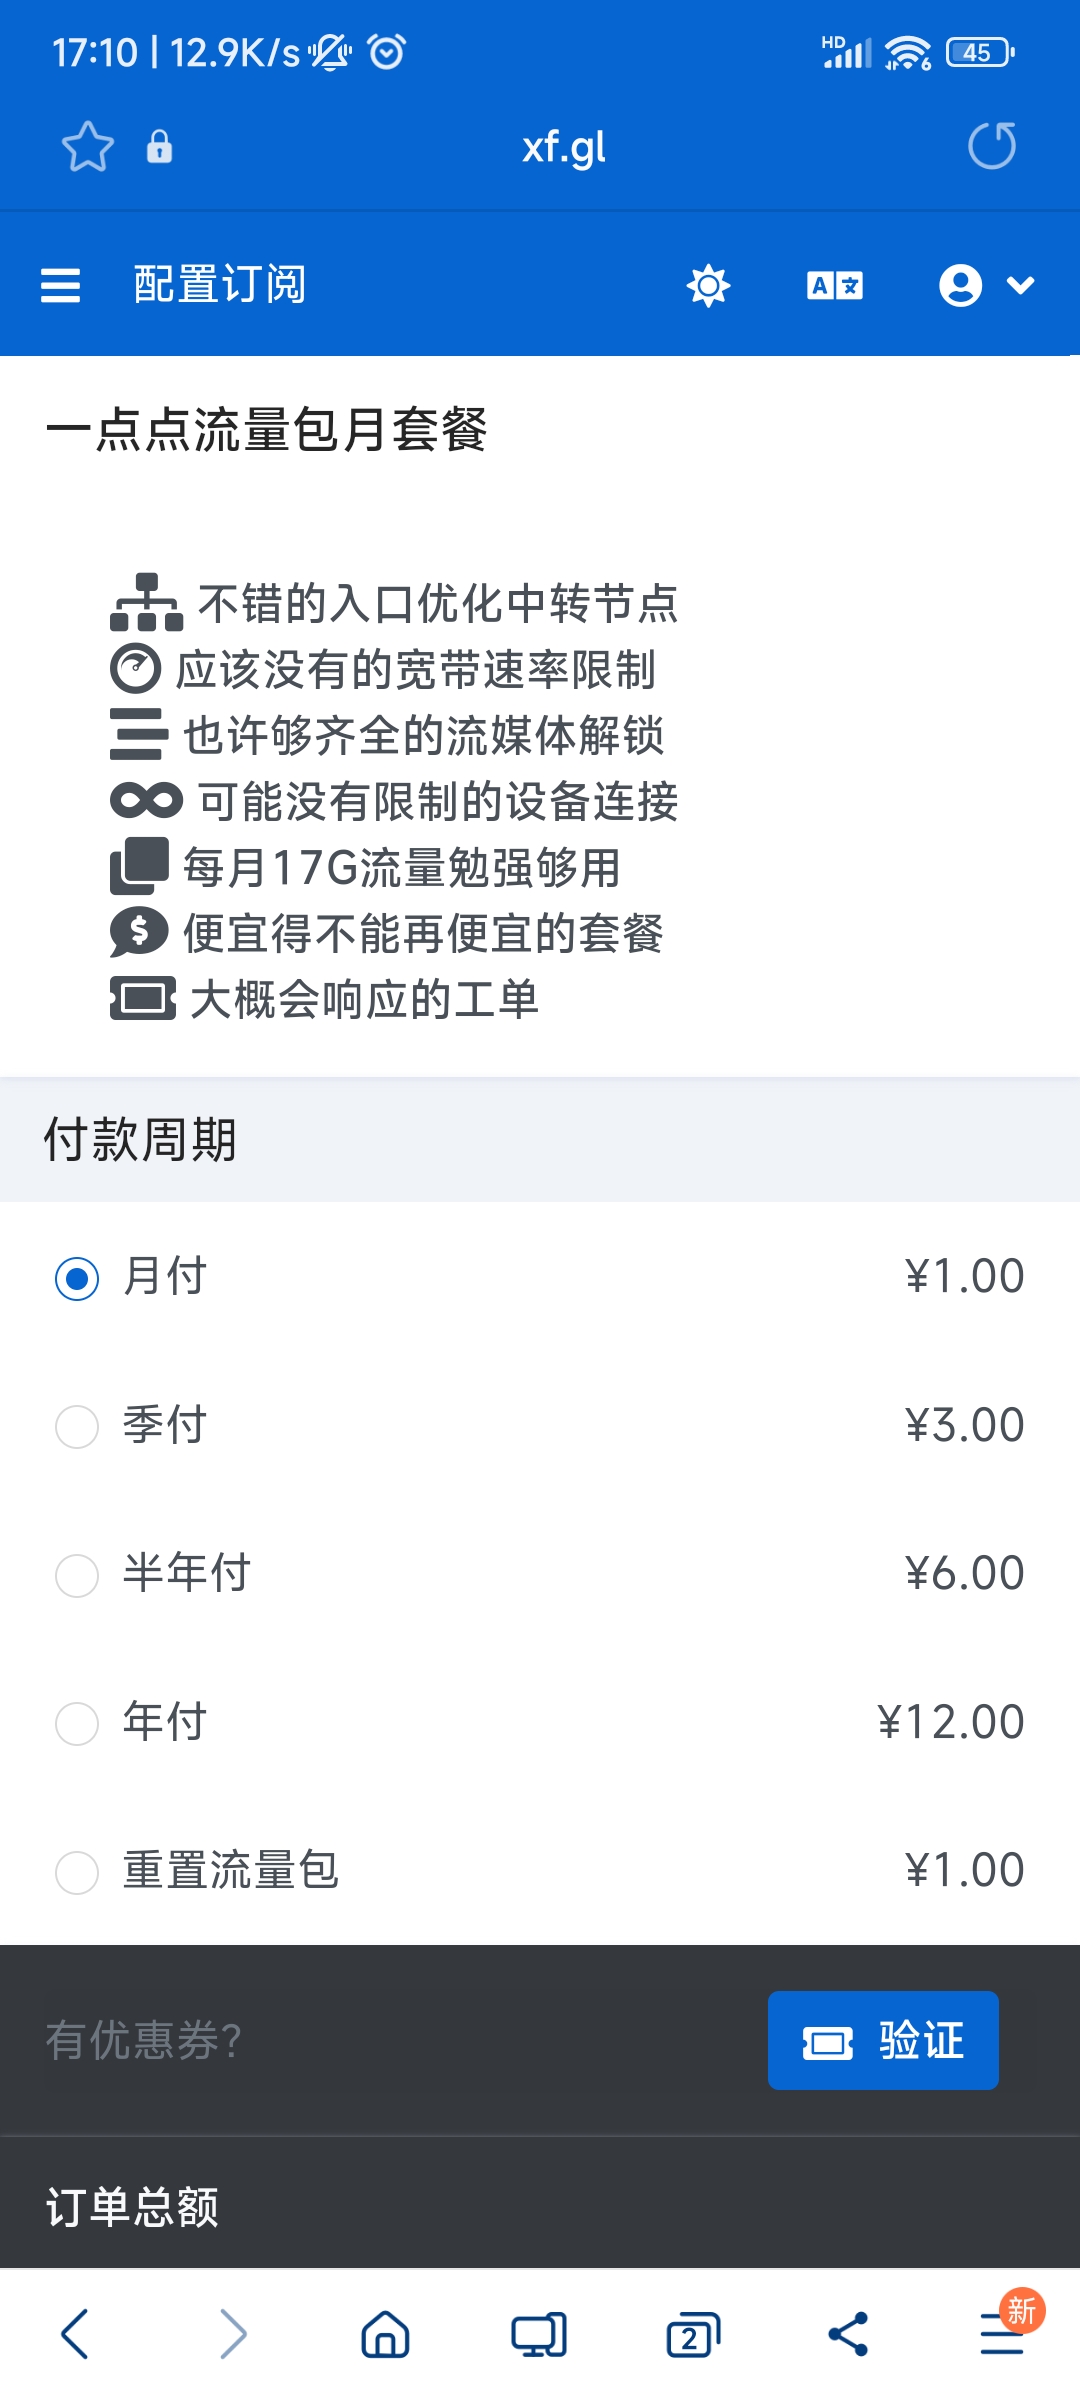 17:10 | 12.9K/s
HD
6
45
xf.gl
配置订阅
A文
一点点流量包月套餐
不错的入口优化中转节点
应该没有的宽带速率限制
也许够齐全的流媒体解锁
可能没有限制的设备连接
每月17G流量勉强够用
$ 便宜得不能再便宜的套餐
大概会响应的工单
付款周期
月付 ¥1.00
季付 ¥3.00
半年付 ¥6.00
年付 ¥12.00
重置流量包 ¥1.00
有优惠券?
验证
订单总额
2
新